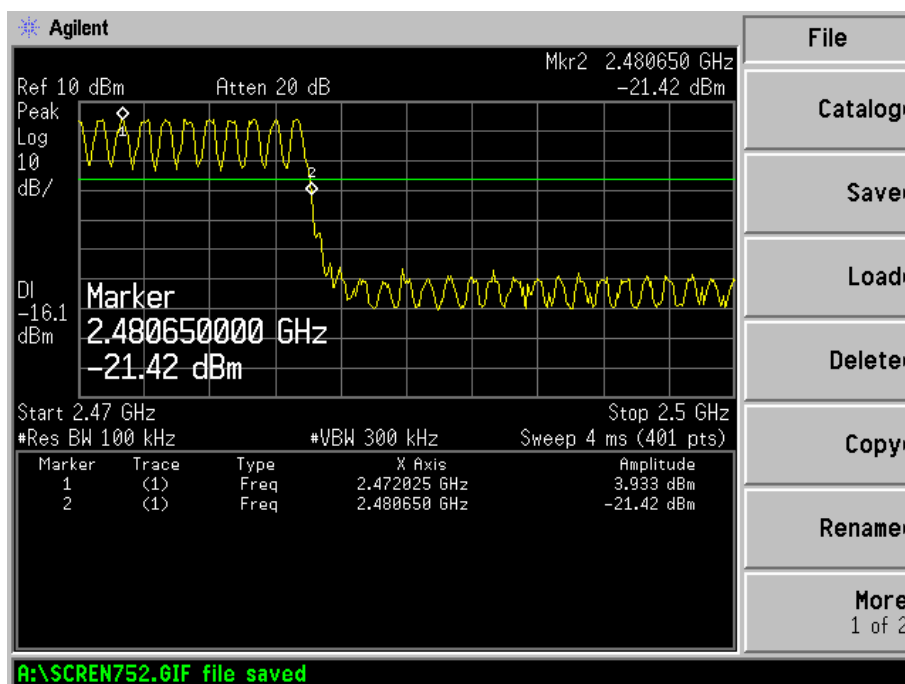 Agilent
File
Mkr2 2.480650 GHz
Ref 10 dBm Atten 20 dB -21.42 dBm
Peak
Log
10
dB/
1
2
DI
-16.1
dBm
Marker
2.480650000 GHz
-21.42 dBm
Start 2.47 GHz Stop 2.5 GHz
#Res BW 100 kHz #VBW 300 kHz Sweep 4 ms (401 pts)
Marker Trace Type X Axis Amplitude
1 (1) Freq 2.472025 GHz 3.933 dBm
2 (1) Freq 2.480650 GHz -21.42 dBm
Catalog
Save
Load
Delete
Copy
Rename
More
1 of 2
A:\SCREN752.GIF file saved